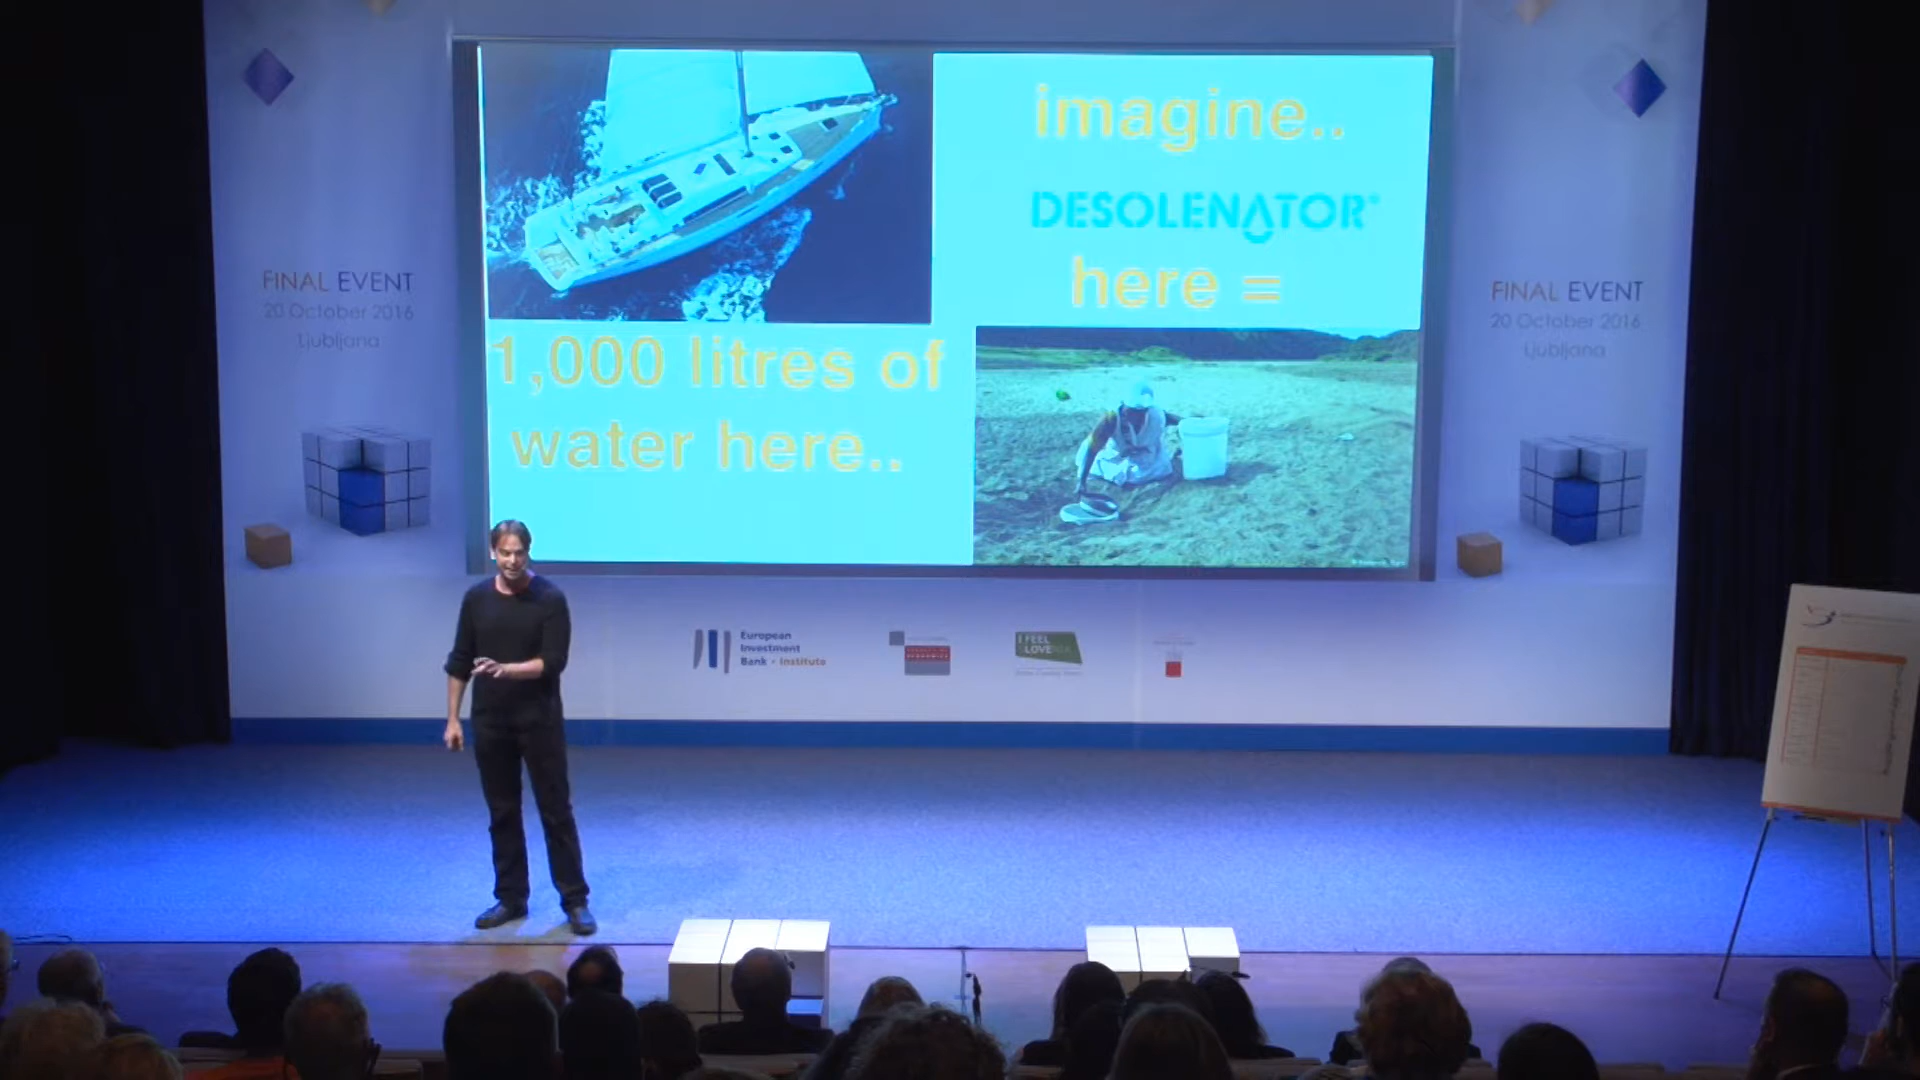 imagine..
DESOLENATOR
here =
1,000 litres of
water here..
FINAL EVENT
20 October 2016
Ljubljana
FINAL EVENT
20 October 2016
Ljubljana
European
Investment
Bank · Institute
I FEEL
SLOVENIA